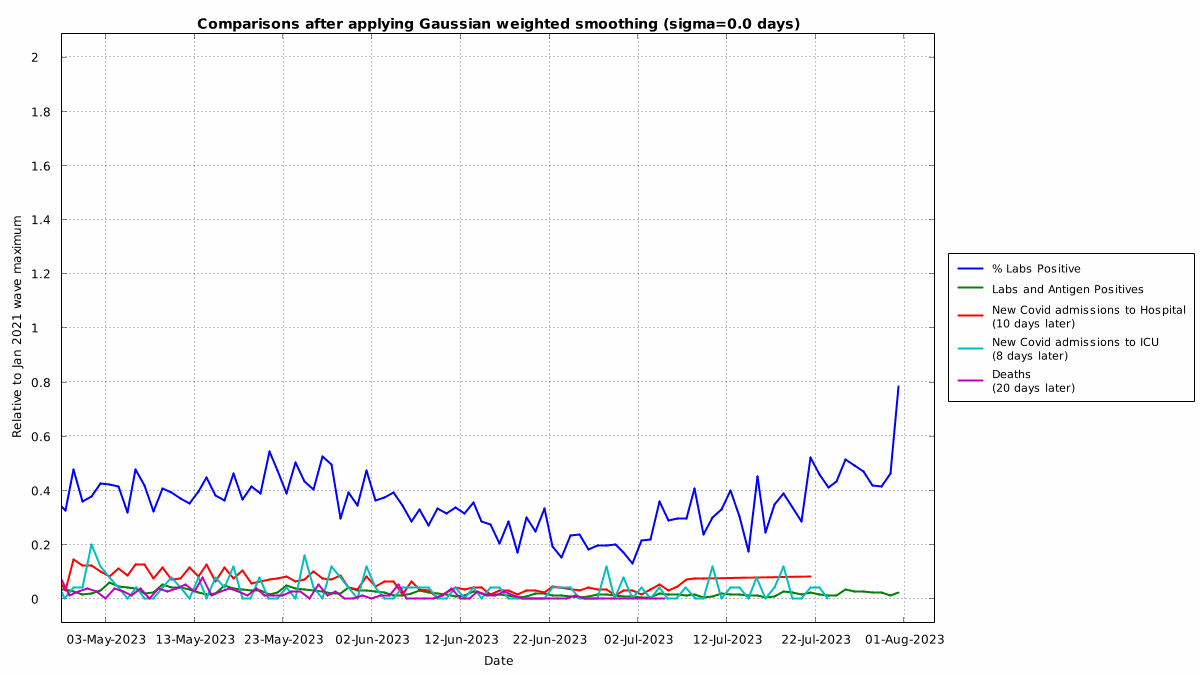 Comparisons after applying Gaussian weighted smoothing (sigma=0.0 days)
Relative to Jan 2021 wave maximum
2
1.8
1.6
1.4
1.2
1
0.8
0.6
0.4
0.2
0
03-May-2023 13-May-2023 23-May-2023 02-Jun-2023 12-Jun-2023 22-Jun-2023 02-Jul-2023 12-Jul-2023 22-Jul-2023 01-Aug-2023
Date
% Labs Positive
Labs and Antigen Positives
New Covid admissions to Hospital
(10 days later)
New Covid admissions to ICU
(8 days later)
Deaths
(20 days later)